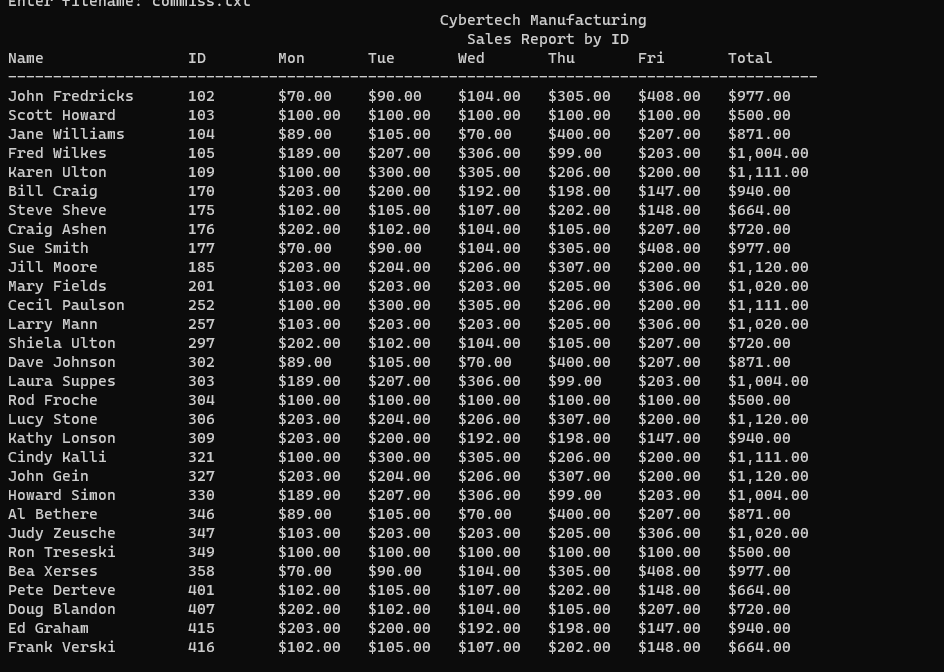 Enter filename: commiss.txt
Cybertech Manufacturing
Sales Report by ID
Name ID Mon Tue Wed Thu Fri Total
------------------------------------------------------------------------------------------
John Fredricks 102 $70.00 $90.00 $104.00 $305.00 $408.00 $977.00
Scott Howard 103 $100.00 $100.00 $100.00 $100.00 $100.00 $500.00
Jane Williams 104 $89.00 $105.00 $70.00 $400.00 $207.00 $871.00
Fred Wilkes 105 $189.00 $207.00 $306.00 $99.00 $203.00 $1,004.00
Karen Ulton 109 $100.00 $300.00 $305.00 $206.00 $200.00 $1,111.00
Bill Craig 170 $203.00 $200.00 $192.00 $198.00 $147.00 $940.00
Steve Sheve 175 $102.00 $105.00 $107.00 $202.00 $148.00 $664.00
Craig Ashen 176 $202.00 $102.00 $104.00 $105.00 $207.00 $720.00
Sue Smith 177 $70.00 $90.00 $104.00 $305.00 $408.00 $977.00
Jill Moore 185 $203.00 $204.00 $206.00 $307.00 $200.00 $1,120.00
Mary Fields 201 $103.00 $203.00 $203.00 $205.00 $306.00 $1,020.00
Cecil Paulson 252 $100.00 $300.00 $305.00 $206.00 $200.00 $1,111.00
Larry Mann 257 $103.00 $203.00 $203.00 $205.00 $306.00 $1,020.00
Shiela Ulton 297 $202.00 $102.00 $104.00 $105.00 $207.00 $720.00
Dave Johnson 302 $89.00 $105.00 $70.00 $400.00 $207.00 $871.00
Laura Suppes 303 $189.00 $207.00 $306.00 $99.00 $203.00 $1,004.00
Rod Froche 304 $100.00 $100.00 $100.00 $100.00 $100.00 $500.00
Lucy Stone 306 $203.00 $204.00 $206.00 $307.00 $200.00 $1,120.00
Kathy Lonson 309 $203.00 $200.00 $192.00 $198.00 $147.00 $940.00
Cindy Kalli 321 $100.00 $300.00 $305.00 $206.00 $200.00 $1,111.00
John Gein 327 $203.00 $204.00 $206.00 $307.00 $200.00 $1,120.00
Howard Simon 330 $189.00 $207.00 $306.00 $99.00 $203.00 $1,004.00
Al Bethere 346 $89.00 $105.00 $70.00 $400.00 $207.00 $871.00
Judy Zeusche 347 $103.00 $203.00 $203.00 $205.00 $306.00 $1,020.00
Ron Treseski 349 $100.00 $100.00 $100.00 $100.00 $100.00 $500.00
Bea Xerses 358 $70.00 $90.00 $104.00 $305.00 $408.00 $977.00
Pete Derteve 401 $102.00 $105.00 $107.00 $202.00 $148.00 $664.00
Doug Blandon 407 $202.00 $102.00 $104.00 $105.00 $207.00 $720.00
Ed Graham 415 $203.00 $200.00 $192.00 $198.00 $147.00 $940.00
Frank Verski 416 $102.00 $105.00 $107.00 $202.00 $148.00 $664.00